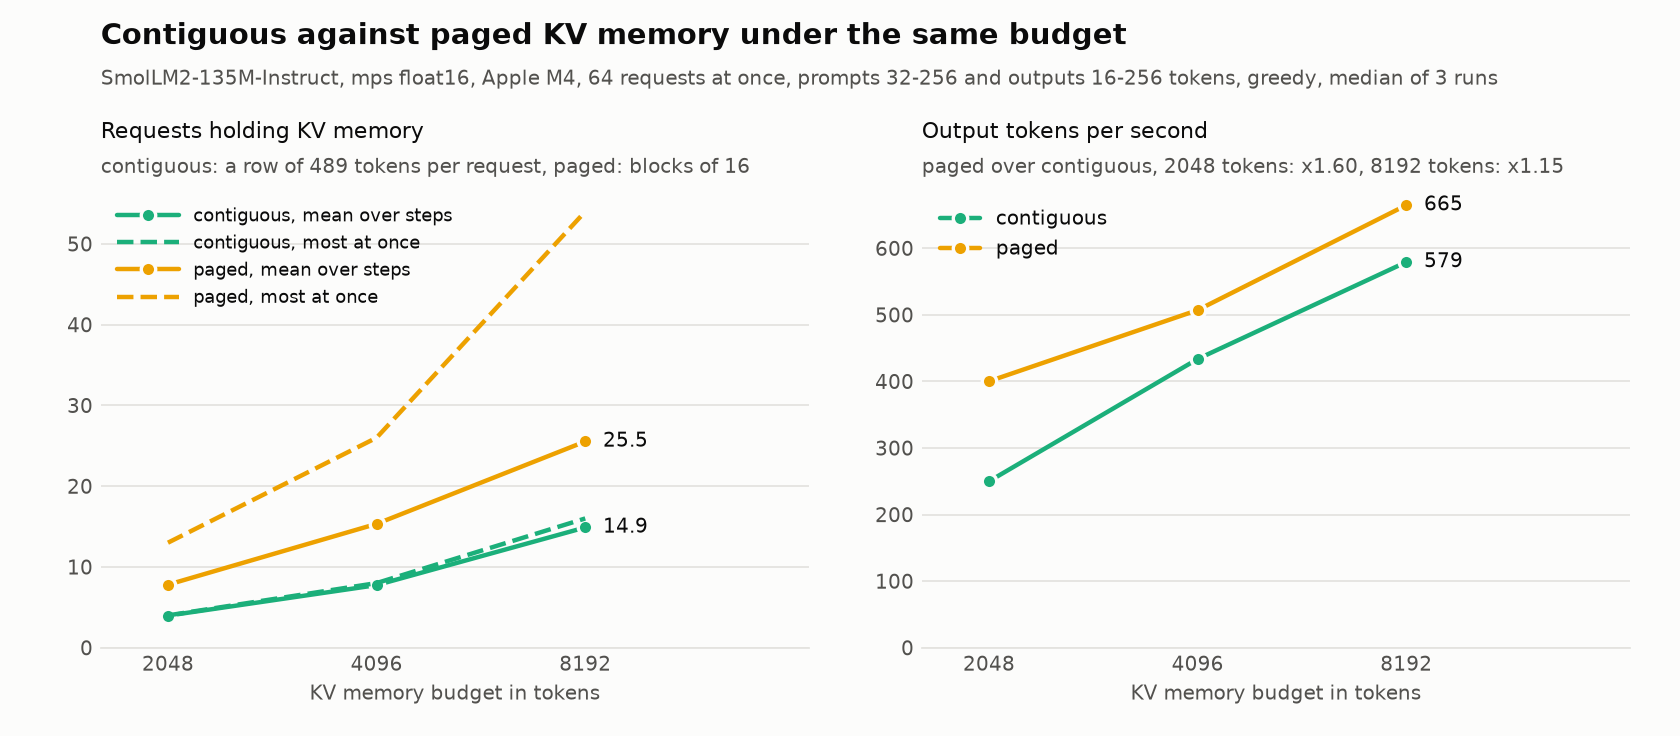 Contiguous against paged KV memory under the same budget
SmolLM2-135M-Instruct, mps float16, Apple M4, 64 requests at once, prompts 32-256 and outputs 16-256 tokens, greedy, median of 3 runs
Requests holding KV memory
contiguous: a row of 489 tokens per request, paged: blocks of 16
contiguous, mean over steps
contiguous, most at once
paged, mean over steps
paged, most at once
50
40
30
20
10
0
25.5
14.9
2048
4096
8192
KV memory budget in tokens
Output tokens per second
paged over contiguous, 2048 tokens: x1.60, 8192 tokens: x1.15
contiguous
paged
600
500
400
300
200
100
0
665
579
2048
4096
8192
KV memory budget in tokens